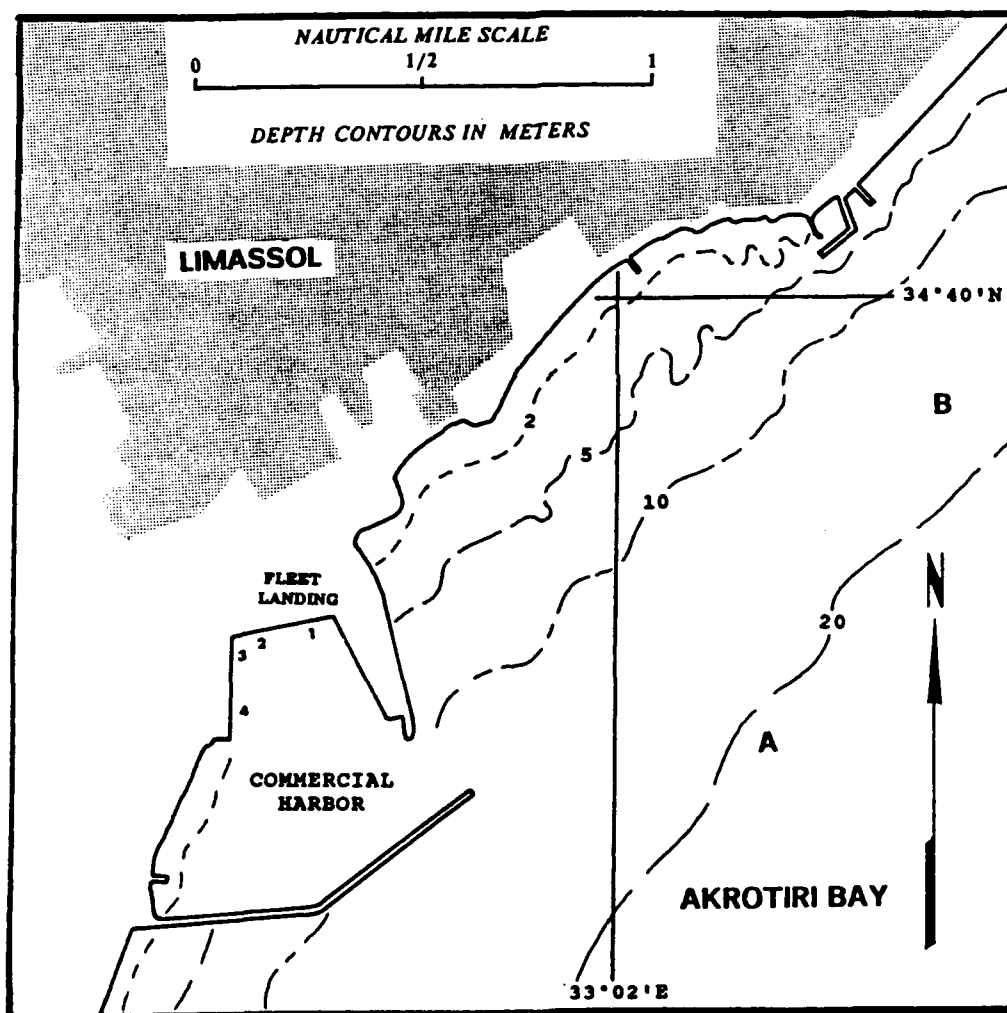 NAUTICAL MILE SCALE
0 1/2 1
DEPTH CONTOURS IN METERS
LIMASSOL
34°40'N
B
2
5
10
N
FLEET
LANDING
20
1
2
3
4
A
COMMERCIAL
HARBOR
AKROTIRI BAY
33°02'E